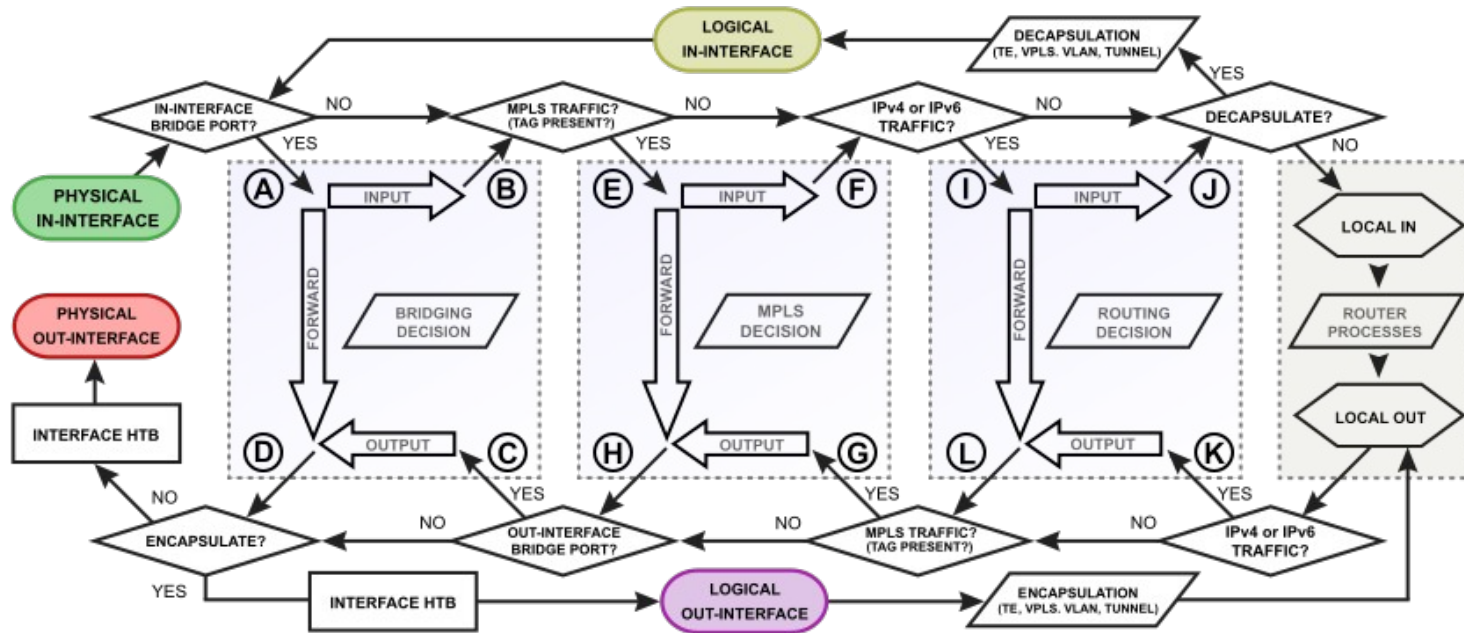 LOGICAL
IN-INTERFACE
DECAPSULATION
(TE, VPLS. VLAN, TUNNEL)
YES
IN-INTERFACE
BRIDGE PORT?
NO
MPLS TRAFFIC?
(TAG PRESENT?)
NO
IPv4 or IPv6
TRAFFIC?
NO
DECAPSULATE?
YES
YES
YES
NO
PHYSICAL
IN-INTERFACE
A
INPUT
B
E
INPUT
F
I
INPUT
J
LOCAL IN
FORWARD
BRIDGING
DECISION
FORWARD
MPLS
DECISION
FORWARD
ROUTING
DECISION
ROUTER
PROCESSES
PHYSICAL
OUT-INTERFACE
INTERFACE HTB
D
OUTPUT
C
H
OUTPUT
G
L
OUTPUT
K
LOCAL OUT
NO
YES
YES
YES
ENCAPSULATE?
NO
OUT-INTERFACE
BRIDGE PORT?
NO
MPLS TRAFFIC?
(TAG PRESENT?)
NO
IPv4 or IPv6
TRAFFIC?
YES
INTERFACE HTB
LOGICAL
OUT-INTERFACE
ENCAPSULATION
(TE, VPLS. VLAN, TUNNEL)